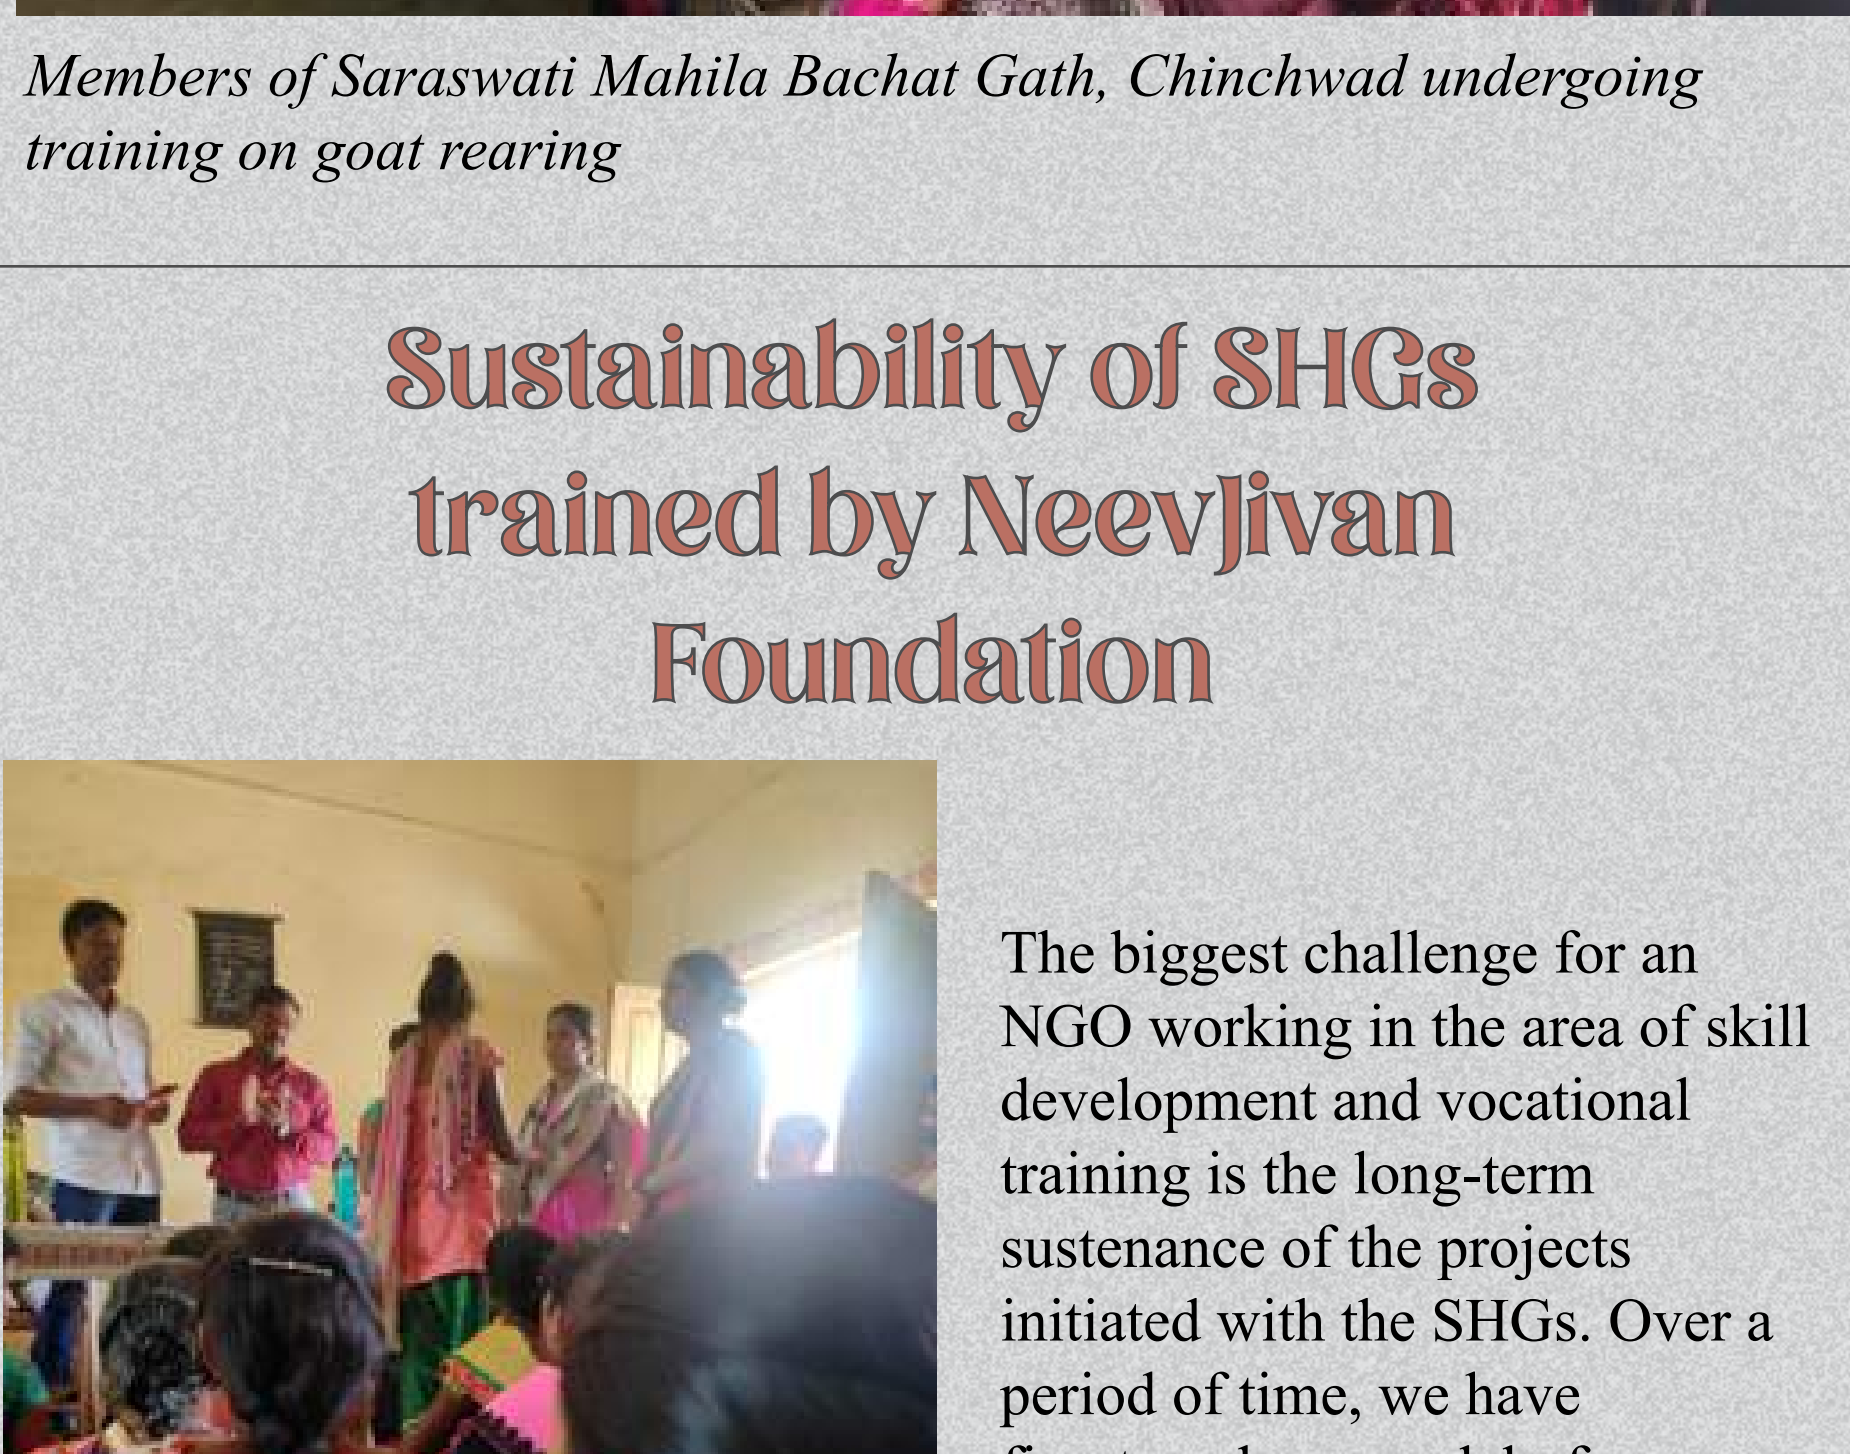 Members of Saraswati Mahila Bachat Gath, Chinchwad undergoing
training on goat rearing
Sustainability of SHGs
trained by NeevJivan
Foundation
The biggest challenge for an
NGO working in the area of skill
development and vocational
training is the long-term
sustenance of the projects
initiated with the SHGs. Over a
period of time, we have